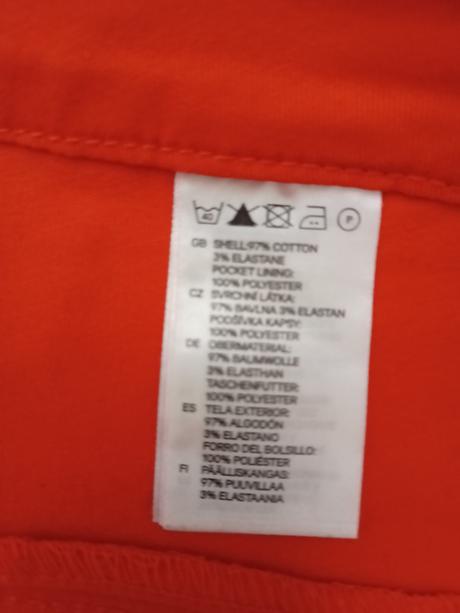 40 P
GB SHELL:97% COTTON
3% ELASTANE
POCKET LINING:
100% POLYESTER
CZ SVRCHNÍ LÁTKA:
97% BAVLNA 3% ELASTAN
PODŠÍVKA KAPSY:
100% POLYESTER
DE OBERMATERIAL:
97% BAUMWOLLE
3% ELASTHAN
TASCHENFUTTER:
100% POLYESTER
ES TELA EXTERIOR:
97% ALGODÓN
3% ELASTANO
FORRO DEL BOLSILLO:
100% POLIÉSTER
FI PÄÄLLISKANGAS:
97% PUUVILLAA
3% ELASTAANIA